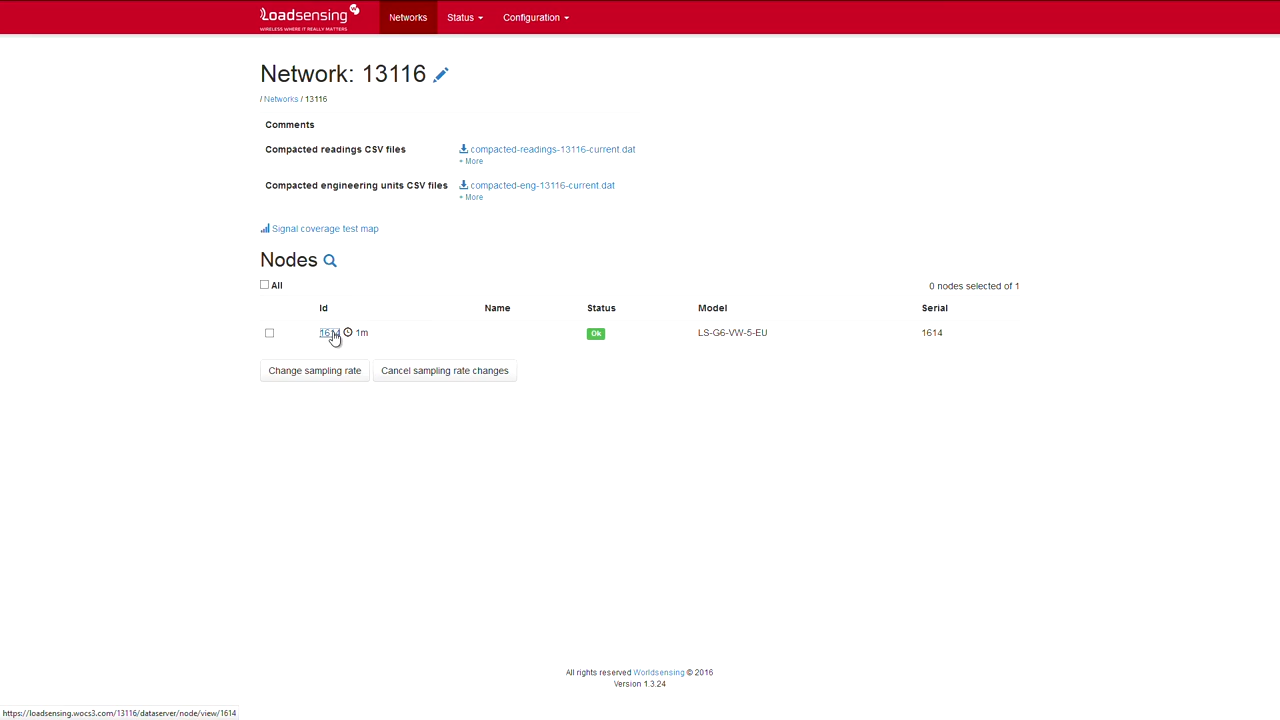 Loadsensing
WIRELESS WHERE IT REALLY MATTERS
Networks
Status
Configuration
Network: 13116
/ Networks / 13116
Comments
Compacted readings CSV files
compacted-readings-13116-current.dat
+ More
Compacted engineering units CSV files
compacted-eng-13116-current.dat
+ More
Signal coverage test map
Nodes
All
0 nodes selected of 1
Id Name Status Model Serial
1614 1m Ok LS-G6-VW-5-EU 1614
Change sampling rate
Cancel sampling rate changes
All rights reserved Worldsensing © 2016
Version 1.3.24
https://loadsensing.wocs3.com/13116/dataserver/node/view/1614